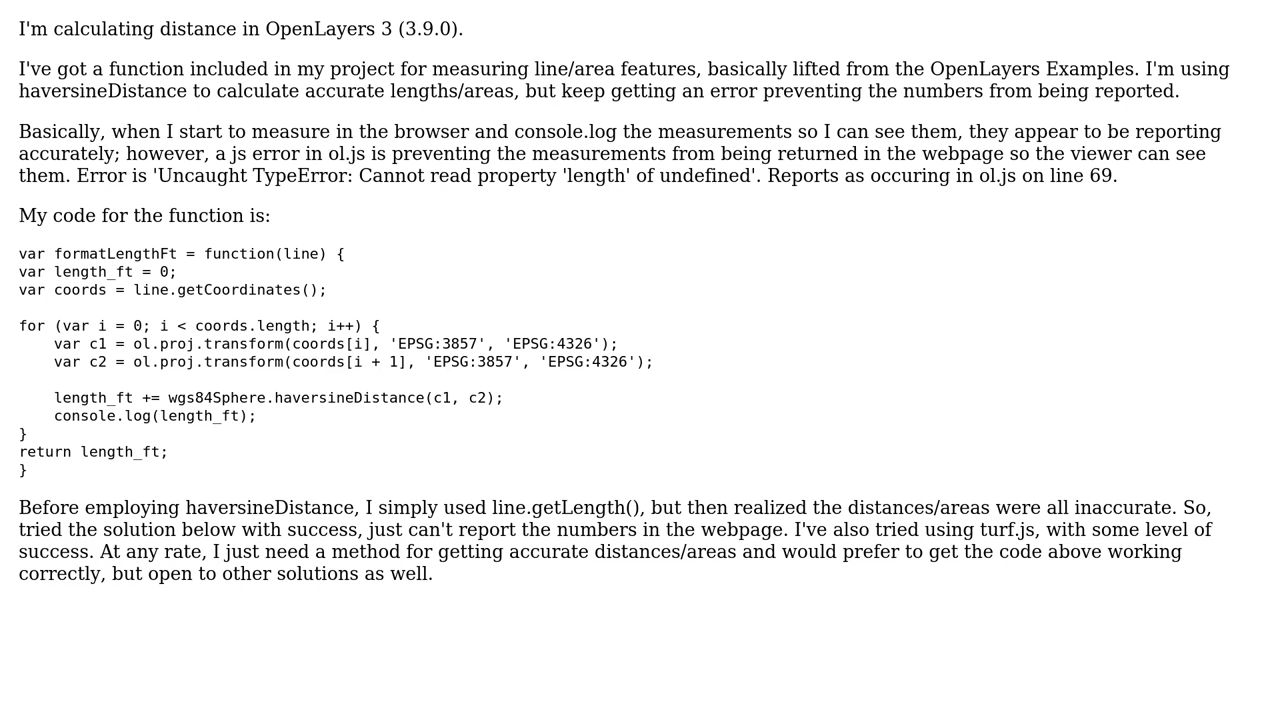 I'm calculating distance in OpenLayers 3 (3.9.0).
I've got a function included in my project for measuring line/area features, basically lifted from the OpenLayers Examples. I'm using
haversineDistance to calculate accurate lengths/areas, but keep getting an error preventing the numbers from being reported.
Basically, when I start to measure in the browser and console.log the measurements so I can see them, they appear to be reporting
accurately; however, a js error in ol.js is preventing the measurements from being returned in the webpage so the viewer can see
them. Error is 'Uncaught TypeError: Cannot read property 'length' of undefined'. Reports as occuring in ol.js on line 69.
My code for the function is:
var formatLengthFt = function(line) {
var length_ft = 0;
var coords = line.getCoordinates();
for (var i = 0; i < coords.length; i++) {
    var c1 = ol.proj.transform(coords[i], 'EPSG:3857', 'EPSG:4326');
    var c2 = ol.proj.transform(coords[i + 1], 'EPSG:3857', 'EPSG:4326');
    length_ft += wgs84Sphere.haversineDistance(c1, c2);
    console.log(length_ft);
}
return length_ft;
}
Before employing haversineDistance, I simply used line.getLength(), but then realized the distances/areas were all inaccurate. So,
tried the solution below with success, just can't report the numbers in the webpage. I've also tried using turf.js, with some level of
success. At any rate, I just need a method for getting accurate distances/areas and would prefer to get the code above working
correctly, but open to other solutions as well.